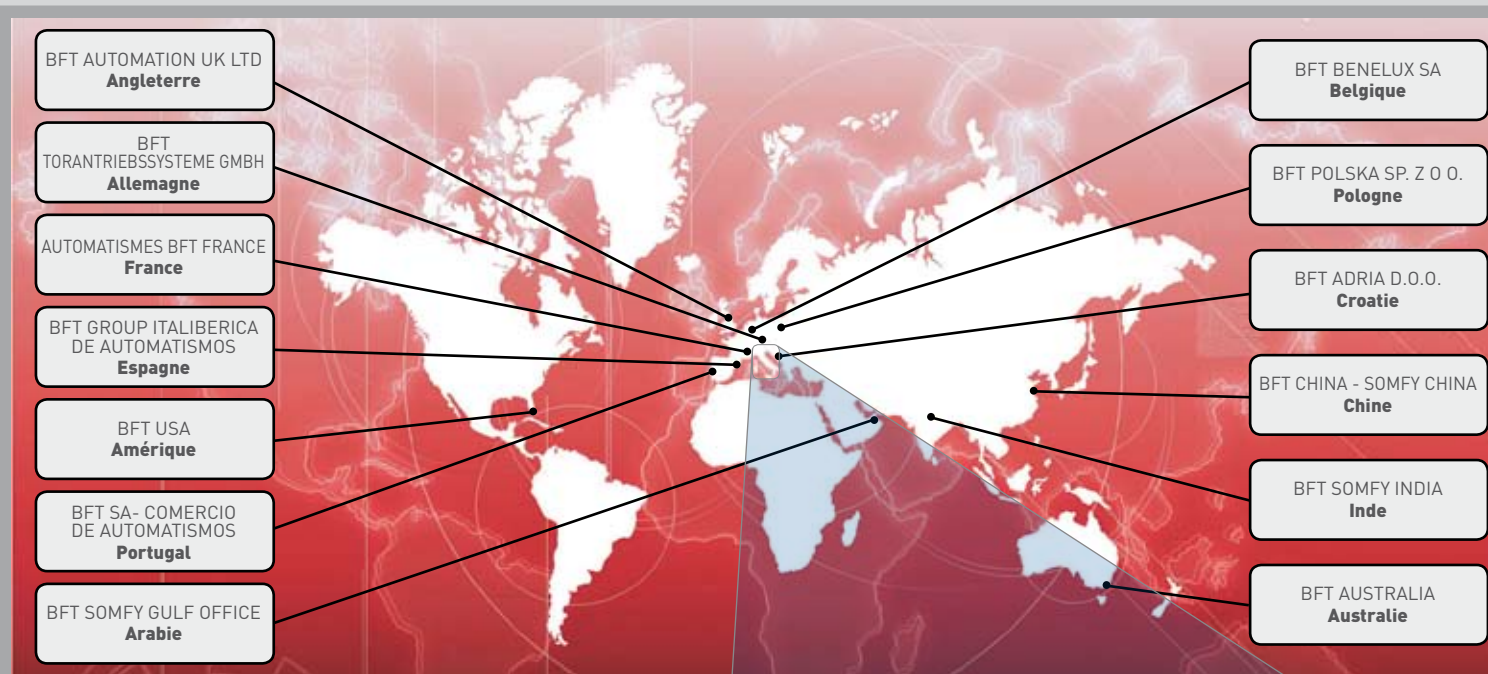 BFT AUTOMATION UK LTD
Angleterre
BFT
TORANTRIEBSSYSTEME GMBH
Allemagne
AUTOMATISMES BFT FRANCE
France
BFT GROUP ITALIBERICA
DE AUTOMATISMOS
Espagne
BFT USA
Amérique
BFT SA- COMERCIO
DE AUTOMATISMOS
Portugal
BFT SOMFY GULF OFFICE
Arabie
BFT BENELUX SA
Belgique
BFT POLSKA SP. Z O O.
Pologne
BFT ADRIA D.O.O.
Croatie
BFT CHINA - SOMFY CHINA
Chine
BFT SOMFY INDIA
Inde
BFT AUSTRALIA
Australie